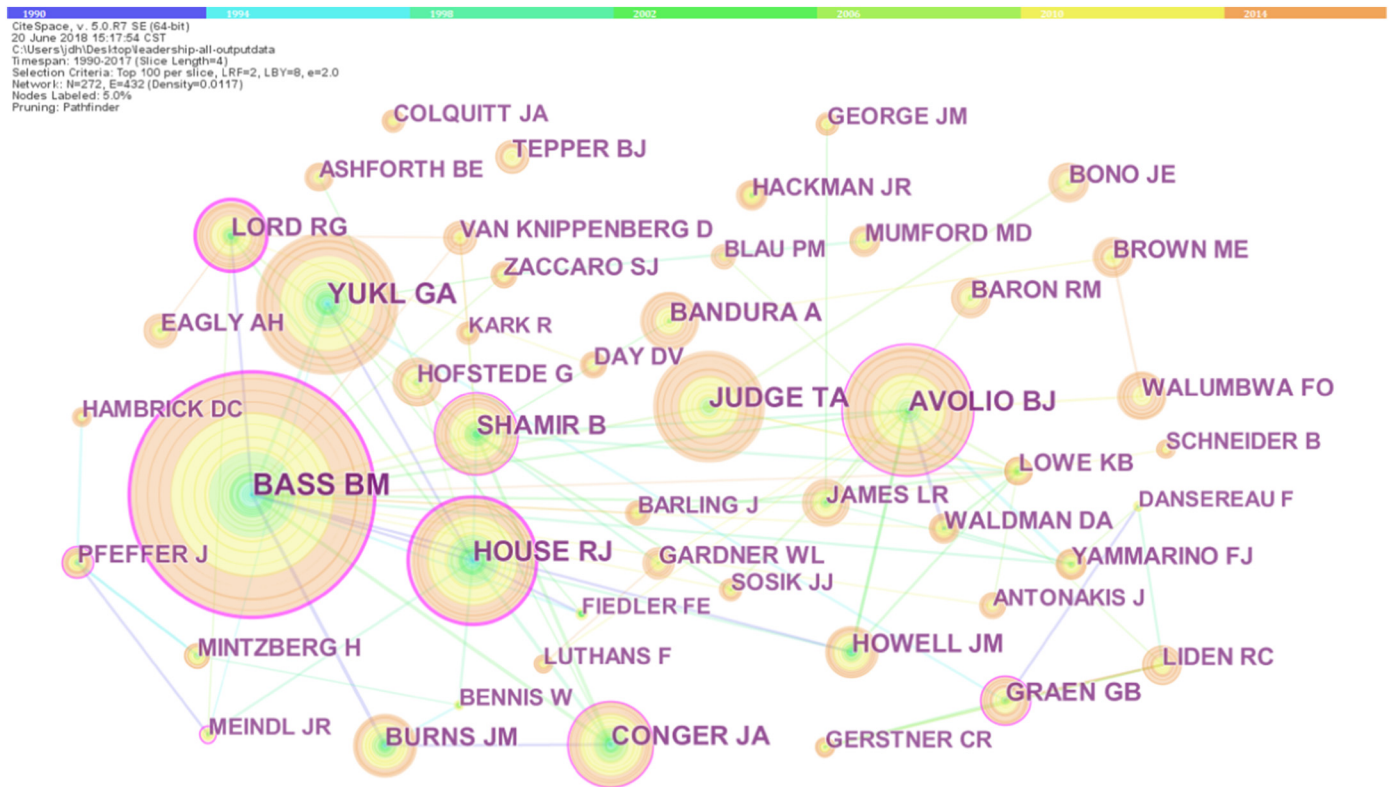 1990 1994 1998 2002 2006 2010 2014
CiteSpace, v. 5.0.R7 SE (64-bit)
20 June 2018 15:17:54 CST
C:\Users\jdh\Desktop\leadership-all-outputdata
Timespan: 1990-2017 (Slice Length=4)
Selection Criteria: Top 100 per slice, LRF=2, LBY=8, e=2.0
Network: N=272, E=432 (Density=0.0117)
Nodes Labeled: 5.0%
Pruning: Pathfinder
COLQUITT JA
GEORGE JM
TEPPER BJ
ASHFORTH BE
BONO JE
HACKMAN JR
LORD RG
VAN KNIPPENBERG D
MUMFORD MD
BLAU PM
BROWN ME
ZACCARO SJ
YUKL GA
BARON RM
BANDURA A
EAGLY AH
KARK R
DAY DV
HOFSTEDE G
WALUMBWA FO
JUDGE TA
AVOLIO BJ
HAMBRICK DC
SHAMIR B
SCHNEIDER B
LOWE KB
BASS BM
JAMES LR
DANSEREAU F
BARLING J
WALDMAN DA
PFEFFER J
HOUSE RJ
GARDNER WL
YAMMARINO FJ
SOSIK JJ
ANTONAKIS J
FIEDLER FE
MINTZBERG H
HOWELL JM
LUTHANS F
LIDEN RC
GRAEN GB
BENNIS W
MEINDL JR
BURNS JM
CONGER JA
GERSTNER CR